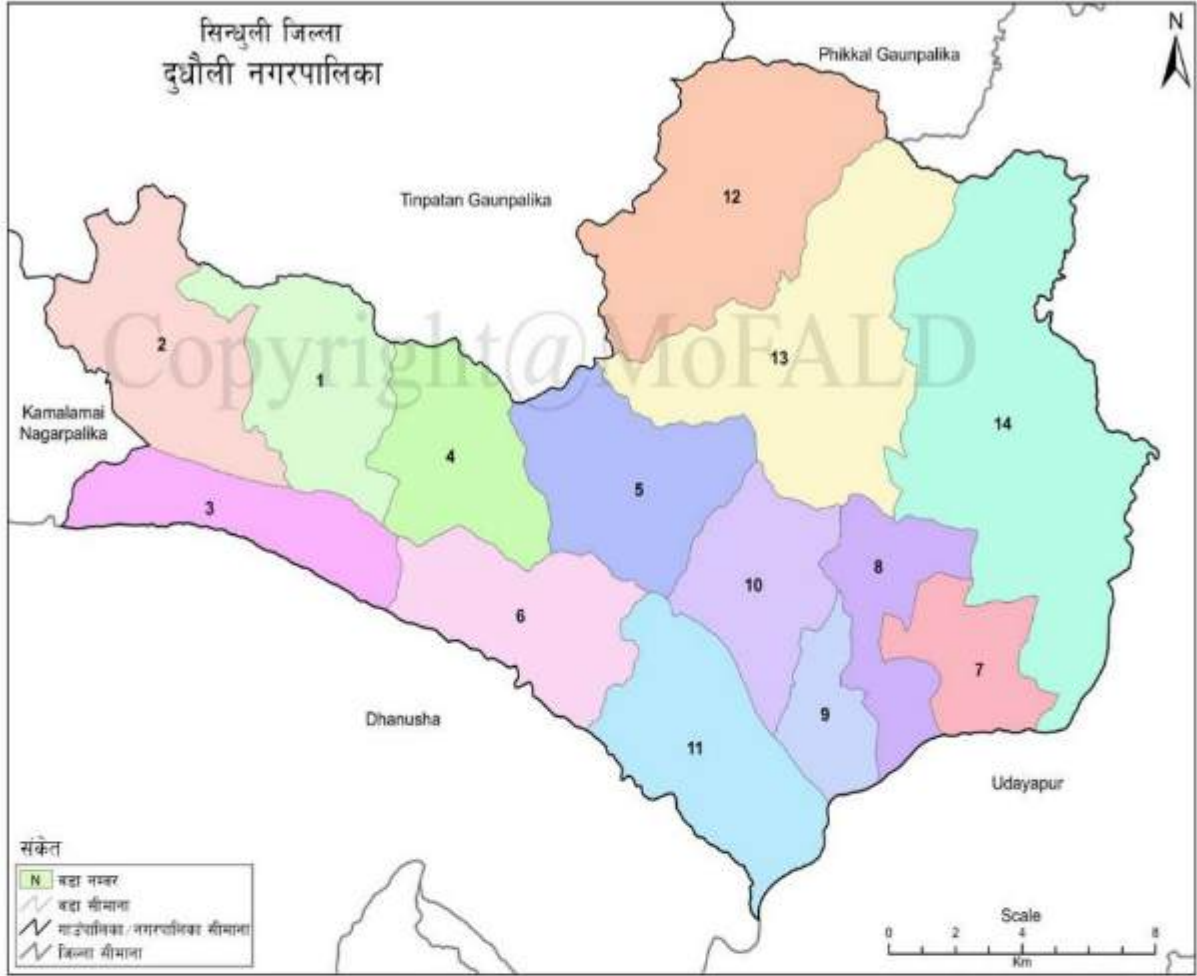 सिन्धुली जिल्ला
दुधौली नगरपालिका
N
Phikkal Gaunpalika
Tinpatan Gaunpalika
12
13
2
1
Copyright@MoFALD
Kamalamai
Nagarpalika
14
4
5
3
8
10
6
7
9
Dhanusha
11
Udayapur
संकेत
N वडा नम्बर
वडा सीमाना
गाउँपालिका/नगरपालिका सीमाना
जिल्ला सीमाना
Scale
0 2 4 6 8
Km